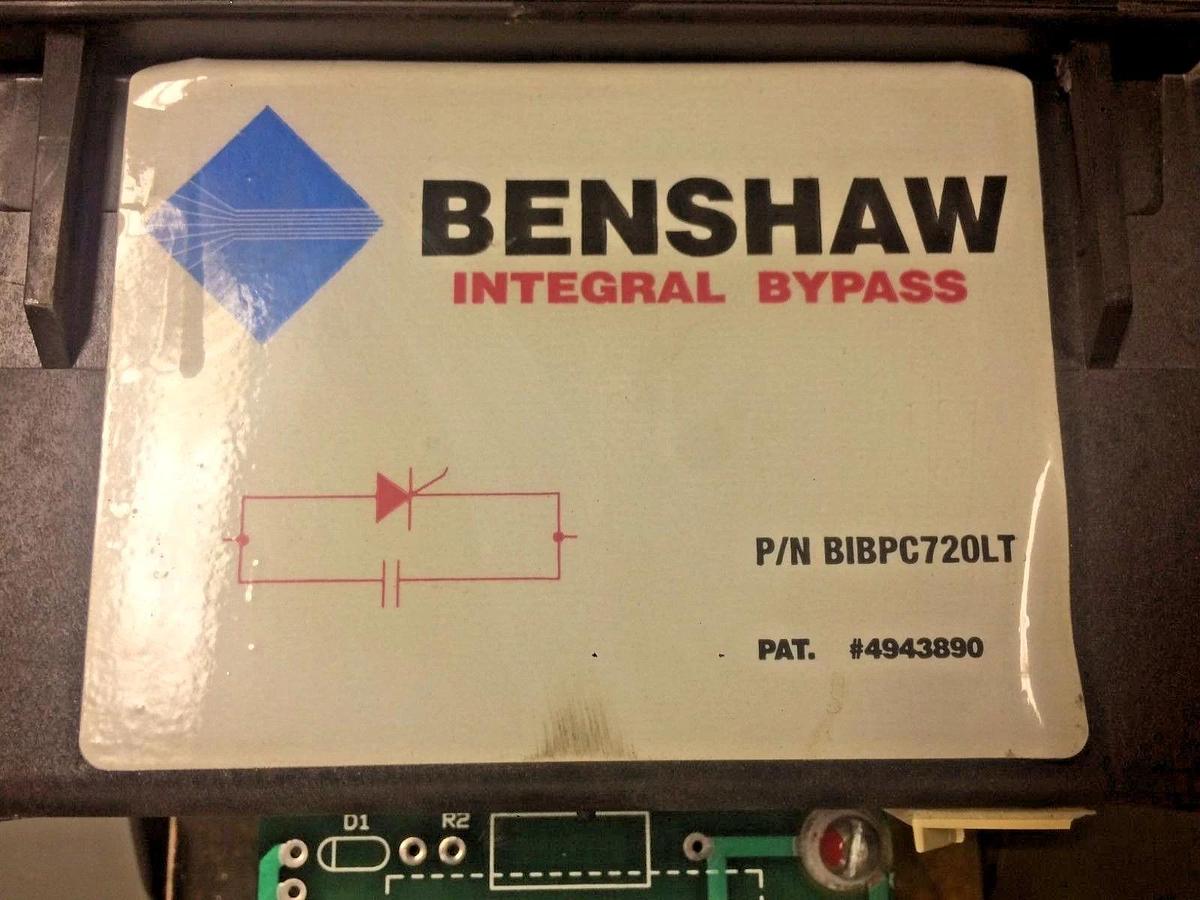 BENSHAW
INTEGRAL BYPASS
P/N BIBPC720LT
PAT. #4943890
D1
R2